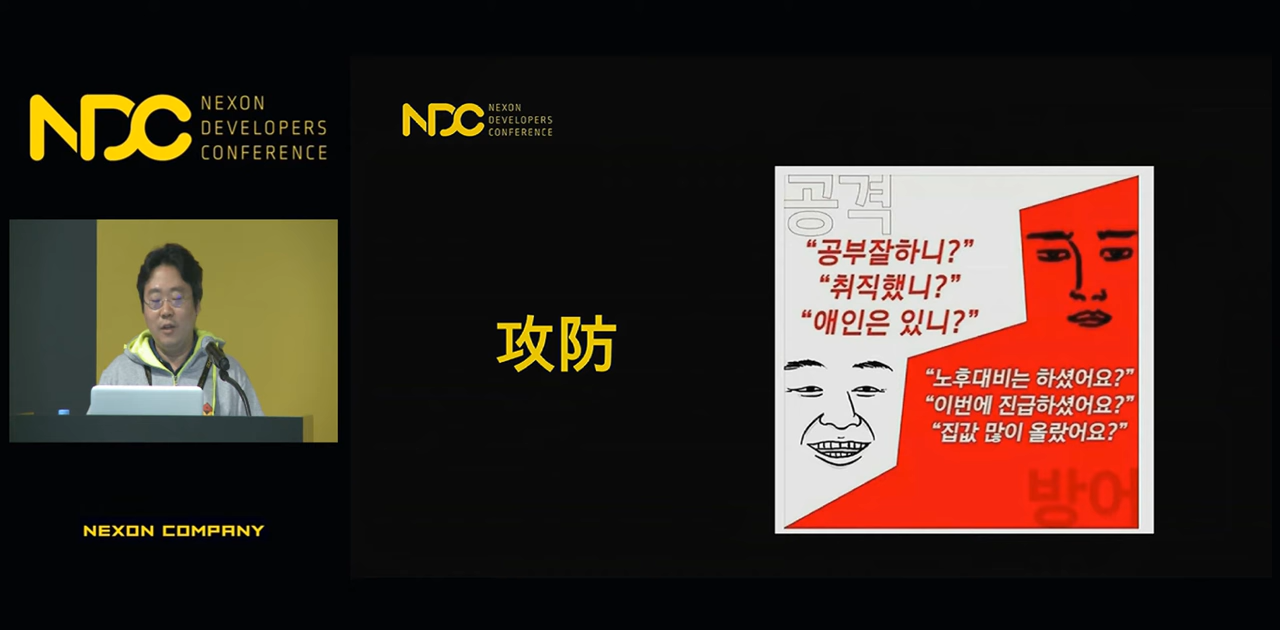 NDC NEXON
DEVELOPERS
CONFERENCE
NEXON COMPANY
NDC NEXON
DEVELOPERS
CONFERENCE
攻防
공격
“공부잘하니?”
“취직했니?”
“애인은 있니?”
“노후대비는 하셨어요?”
“이번에 진급하셨어요?”
“집값 많이 올랐어요?”
방어